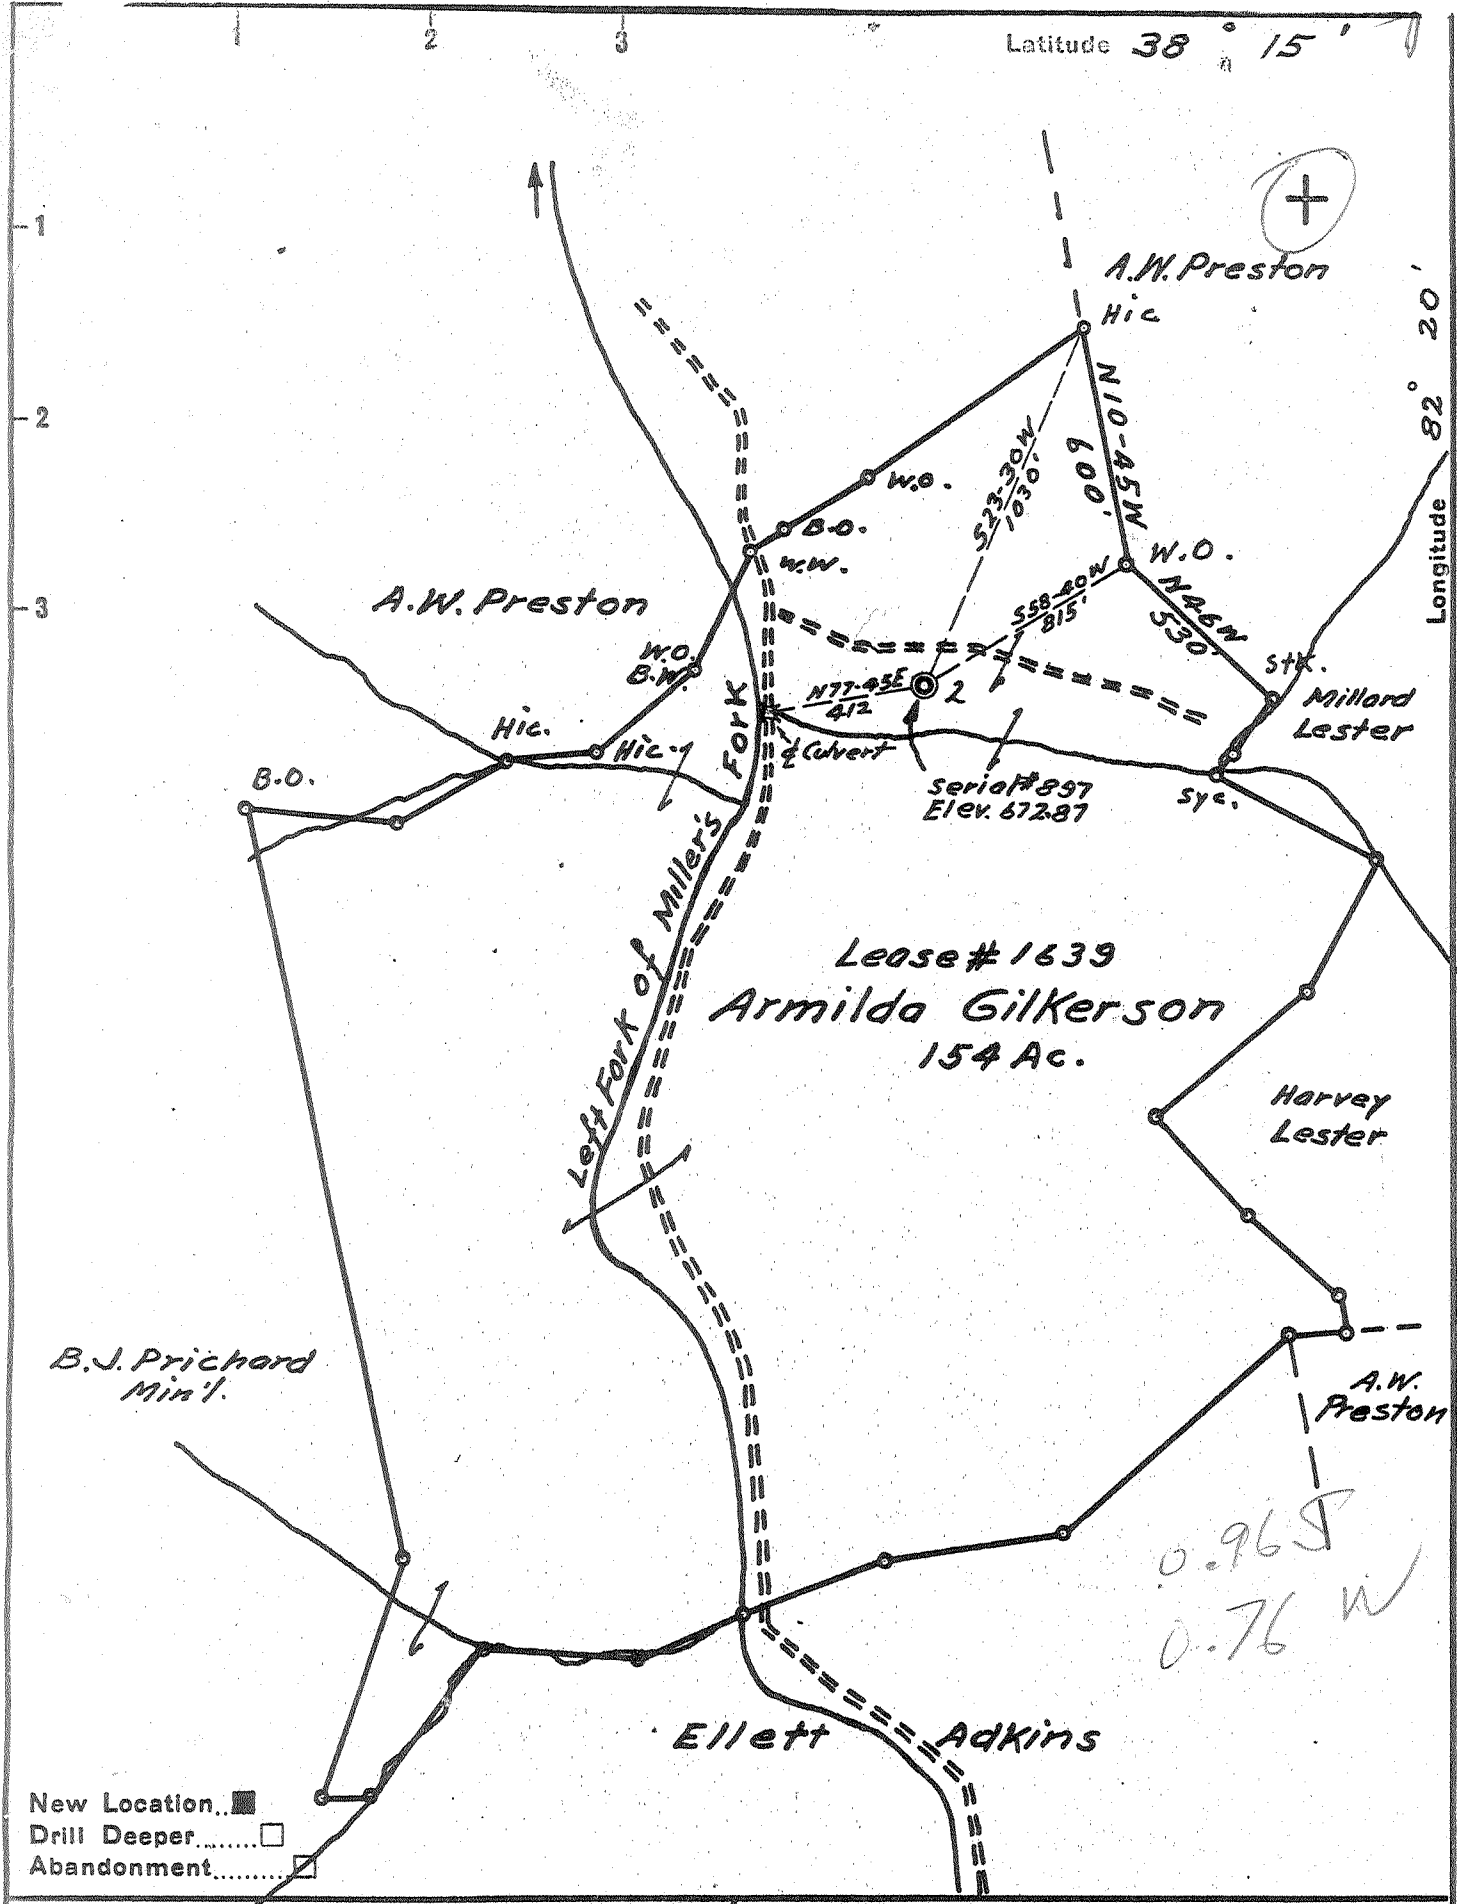 1
2
3
Latitude 38° 15'
-1
-2
-3
Longitude 82° 20'
A.W. Preston
Hic
N10-45W
600'
S23-30W
1030'
W.O.
B.O.
W.W.
W.O.
S58-40W
815'
N46W
530'
A.W. Preston
W.O.
B.W.
Stk.
Millard
Lester
N77-45E
412
2
Hic.
Hic.
¢ Culvert
B.O.
Serial #897
Elev. 672.87
Syc.
Left Fork of Miller's Fork
Lease # 1639
Armilda Gilkerson
154 Ac.
Harvey
Lester
B.J. Prichard
Min'l.
A.W.
Preston
0.96 S
0.76 W
Ellett Adkins
New Location..
Drill Deeper........
Abandonment..........